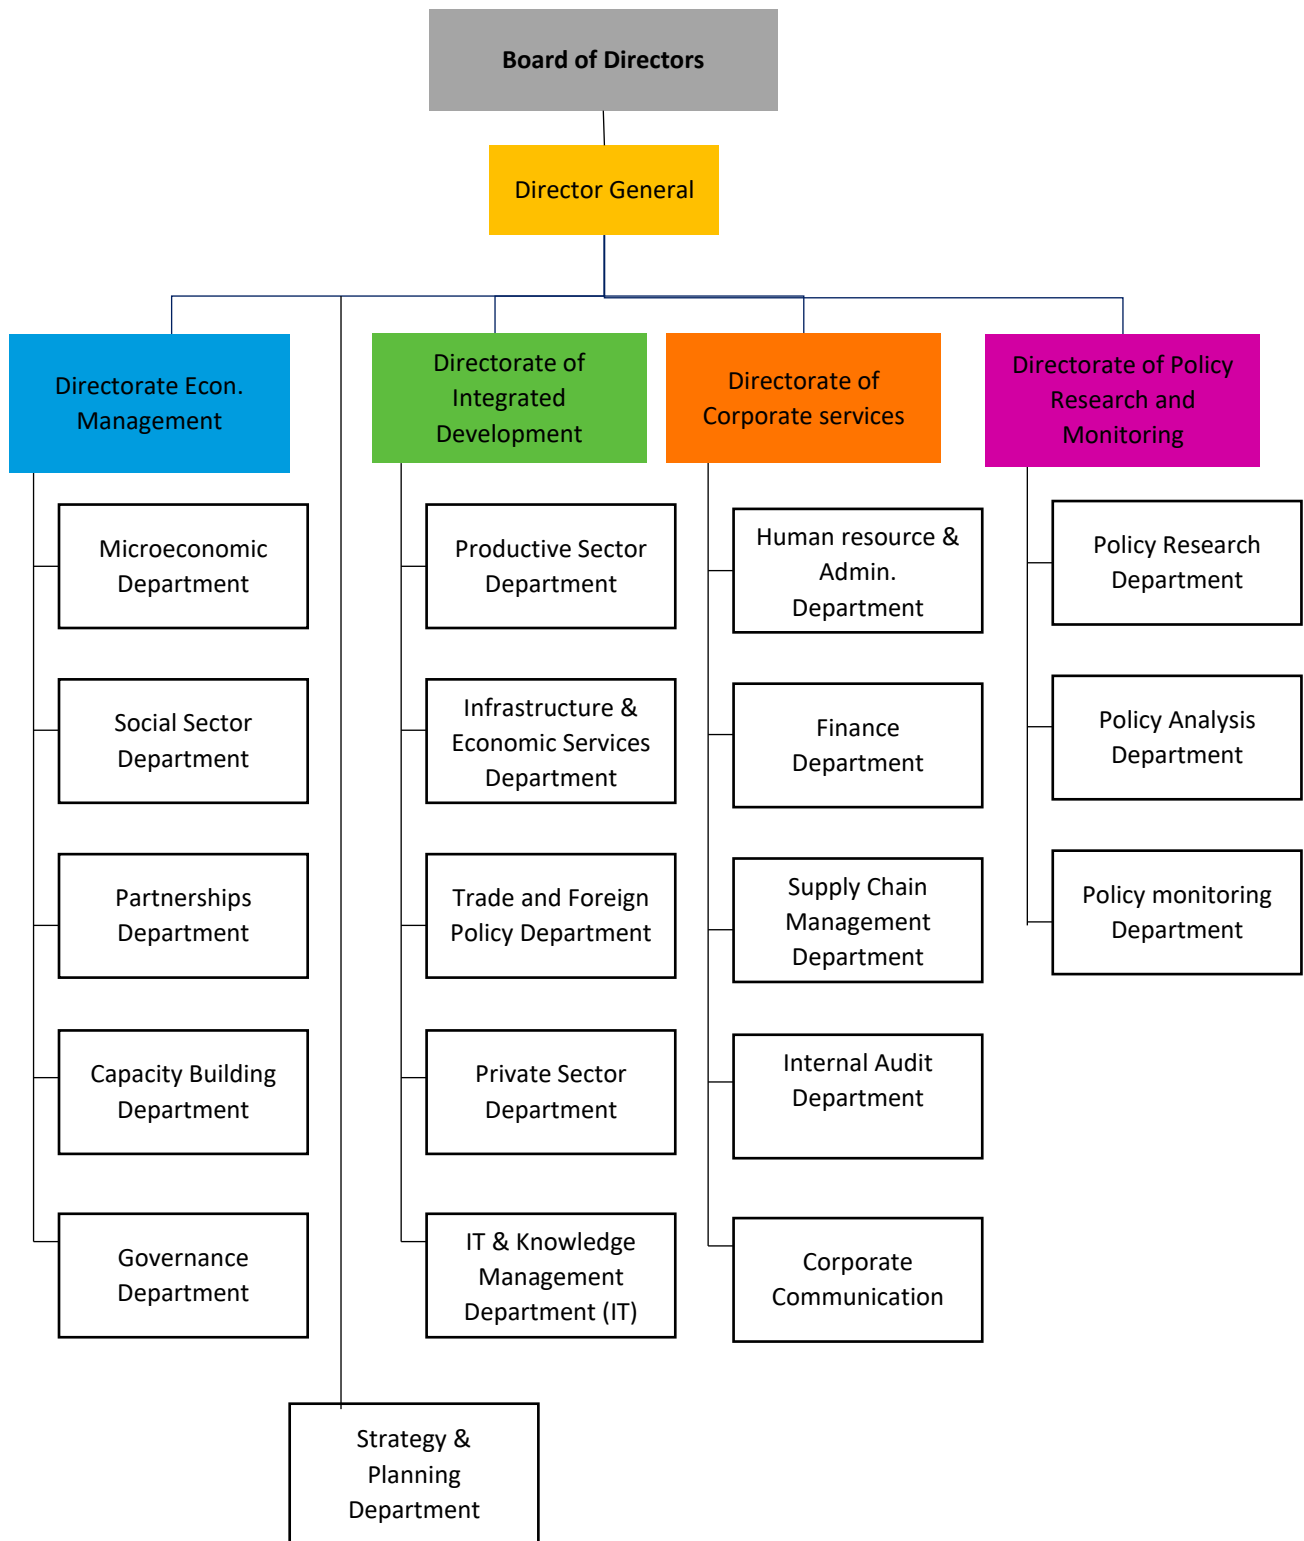 Board of Directors
Director General
Directorate Econ.
Management
Directorate of
Integrated
Development
Directorate of
Corporate services
Directorate of Policy
Research and
Monitoring
Microeconomic
Department
Social Sector
Department
Partnerships
Department
Capacity Building
Department
Governance
Department
Productive Sector
Department
Infrastructure &
Economic Services
Department
Trade and Foreign
Policy Department
Private Sector
Department
IT & Knowledge
Management
Department (IT)
Human resource &
Admin.
Department
Finance
Department
Supply Chain
Management
Department
Internal Audit
Department
Corporate
Communication
Policy Research
Department
Policy Analysis
Department
Policy monitoring
Department
Strategy &
Planning
Department